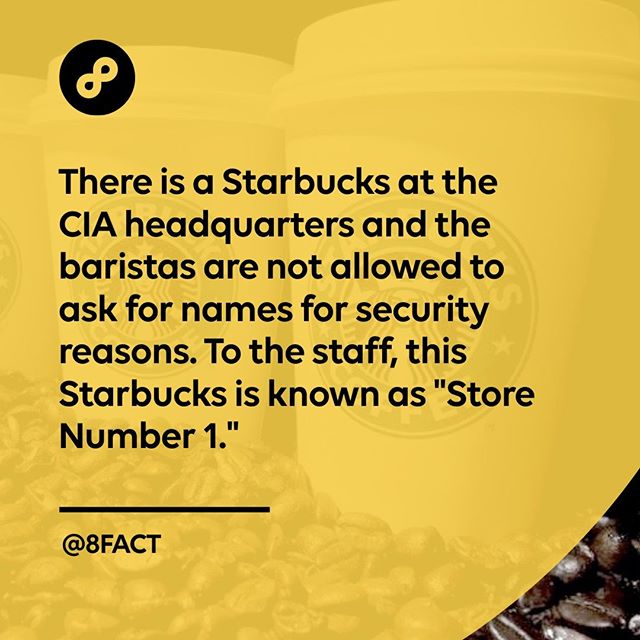 There is a Starbucks at the
CIA headquarters and the
baristas are not allowed to
ask for names for security
reasons. To the staff, this
Starbucks is known as "Store
Number 1."
@8FACT